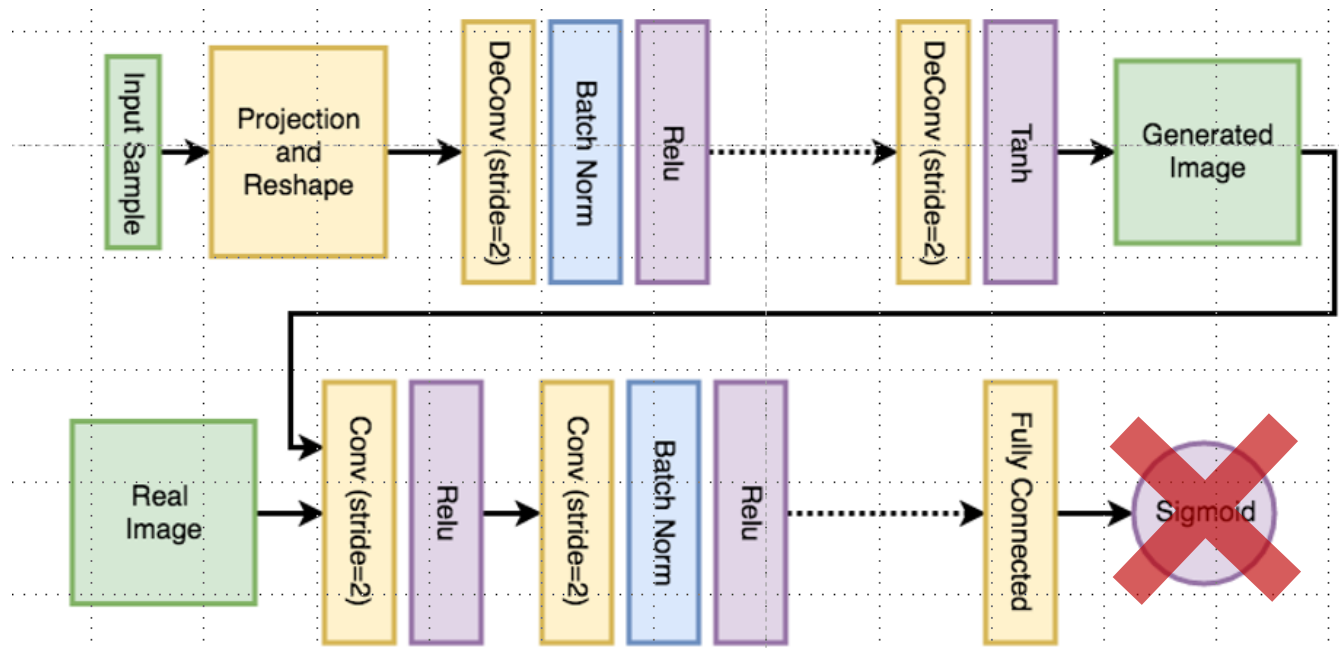 Input Sample
Projection
and
Reshape
DeConv (stride=2)
Batch Norm
Relu
DeConv (stride=2)
Tanh
Generated
Image
Real
Image
Conv (stride=2)
Relu
Conv (stride=2)
Batch Norm
Relu
Fully Connected
Sigmoid